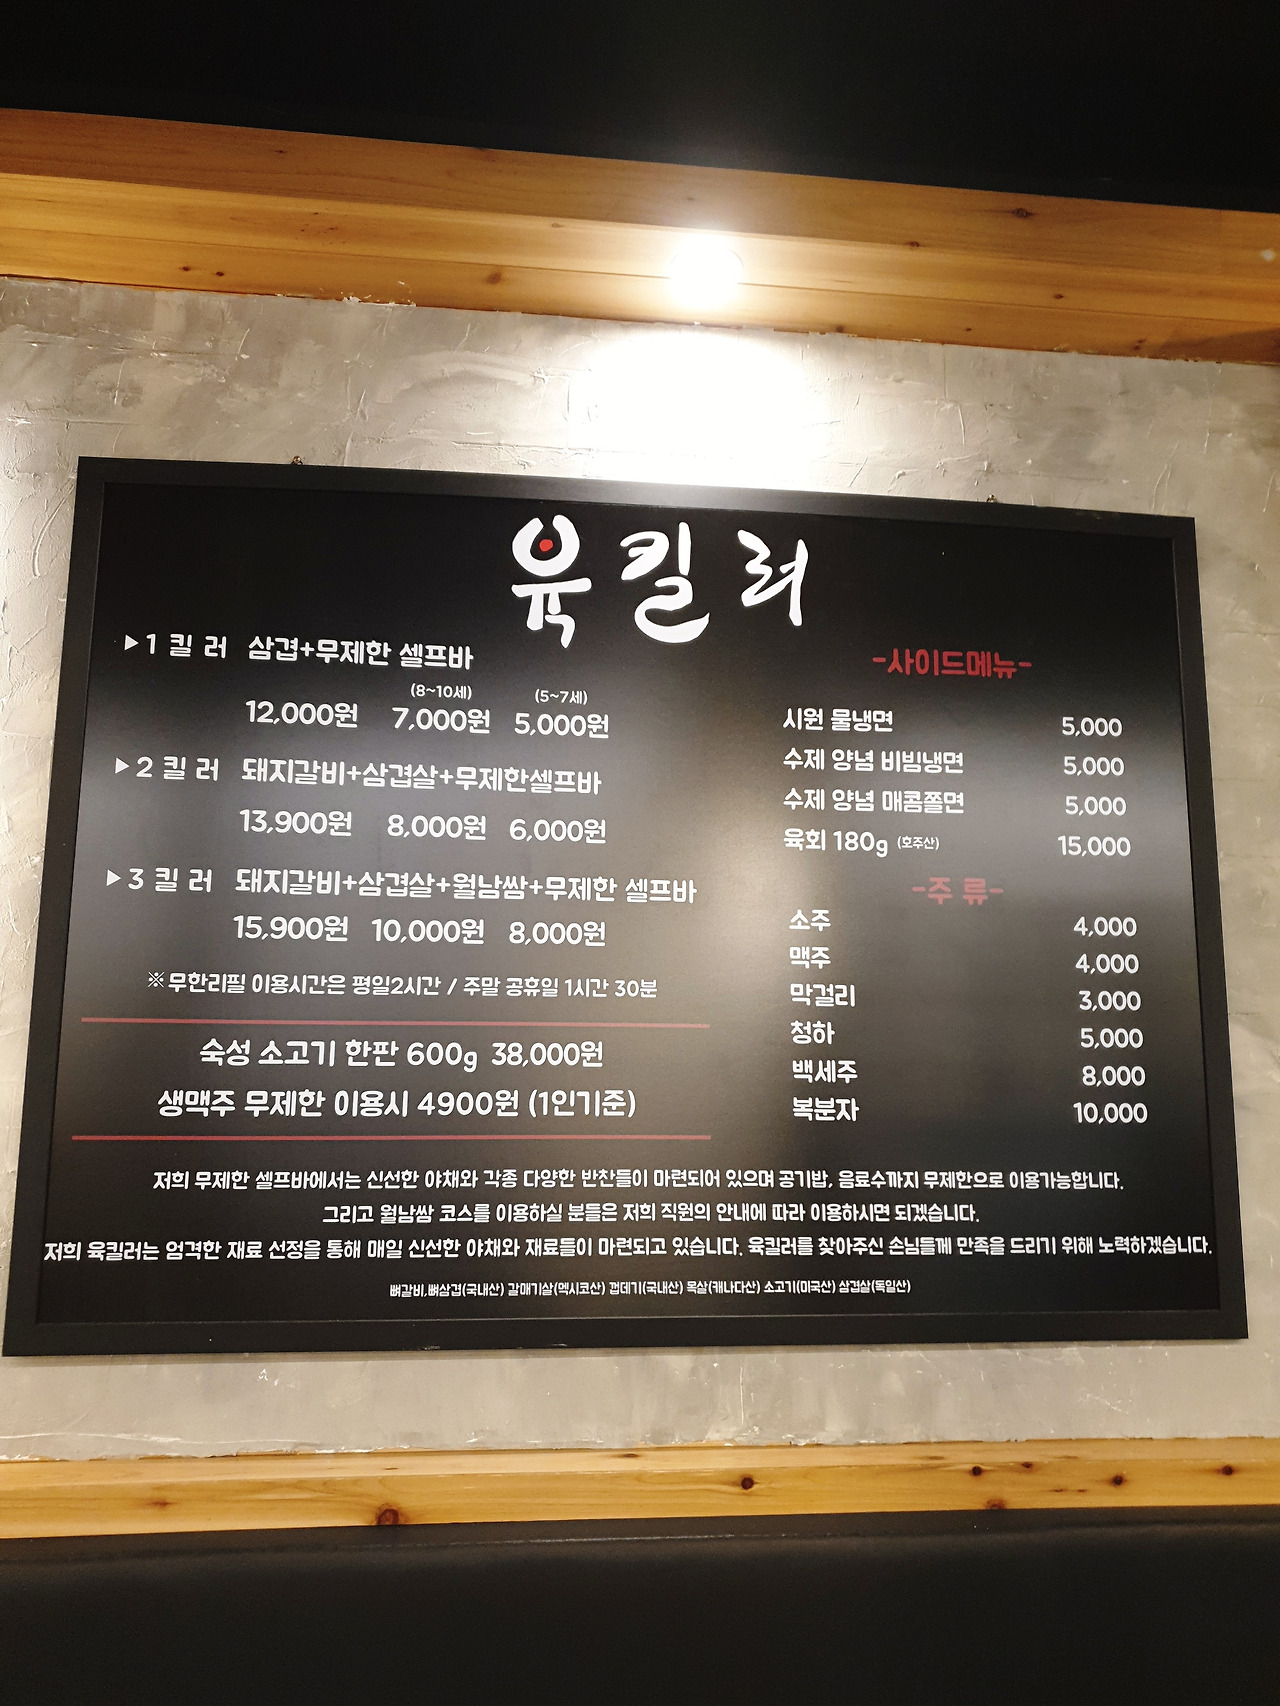 육킬러
▶1 킬 러 삼겹+무제한 셀프바
(8~10세) (5~7세)
12,000원 7,000원 5,000원
▶2 킬 러 돼지갈비+삼겹살+무제한셀프바
13,900원 8,000원 6,000원
▶3 킬 러 돼지갈비+삼겹살+월남쌈+무제한 셀프바
15,900원 10,000원 8,000원
※무한리필 이용시간은 평일2시간 / 주말 공휴일 1시간 30분
숙성 소고기 한판 600g 38,000원
생맥주 무제한 이용시 4900원 (1인기준)
-사이드메뉴-
시원 물냉면 5,000
수제 양념 비빔냉면 5,000
수제 양념 매콤쫄면 5,000
육회 180g (호주산) 15,000
-주 류-
소주 4,000
맥주 4,000
막걸리 3,000
청하 5,000
백세주 8,000
복분자 10,000
저희 무제한 셀프바에서는 신선한 야채와 각종 다양한 반찬들이 마련되어 있으며 공기밥, 음료수까지 무제한으로 이용가능합니다.
그리고 월남쌈 코스를 이용하실 분들은 저희 직원의 안내에 따라 이용하시면 되겠습니다.
저희 육킬러는 엄격한 재료 선정을 통해 매일 신선한 야채와 재료들이 마련되고 있습니다. 육킬러를 찾아주신 손님들께 만족을 드리기 위해 노력하겠습니다.
뼈갈비,뼈삼겹(국내산) 갈매기살(멕시코산) 껍데기(국내산) 목살(캐나다산) 소고기(미국산) 삼겹살(독일산)